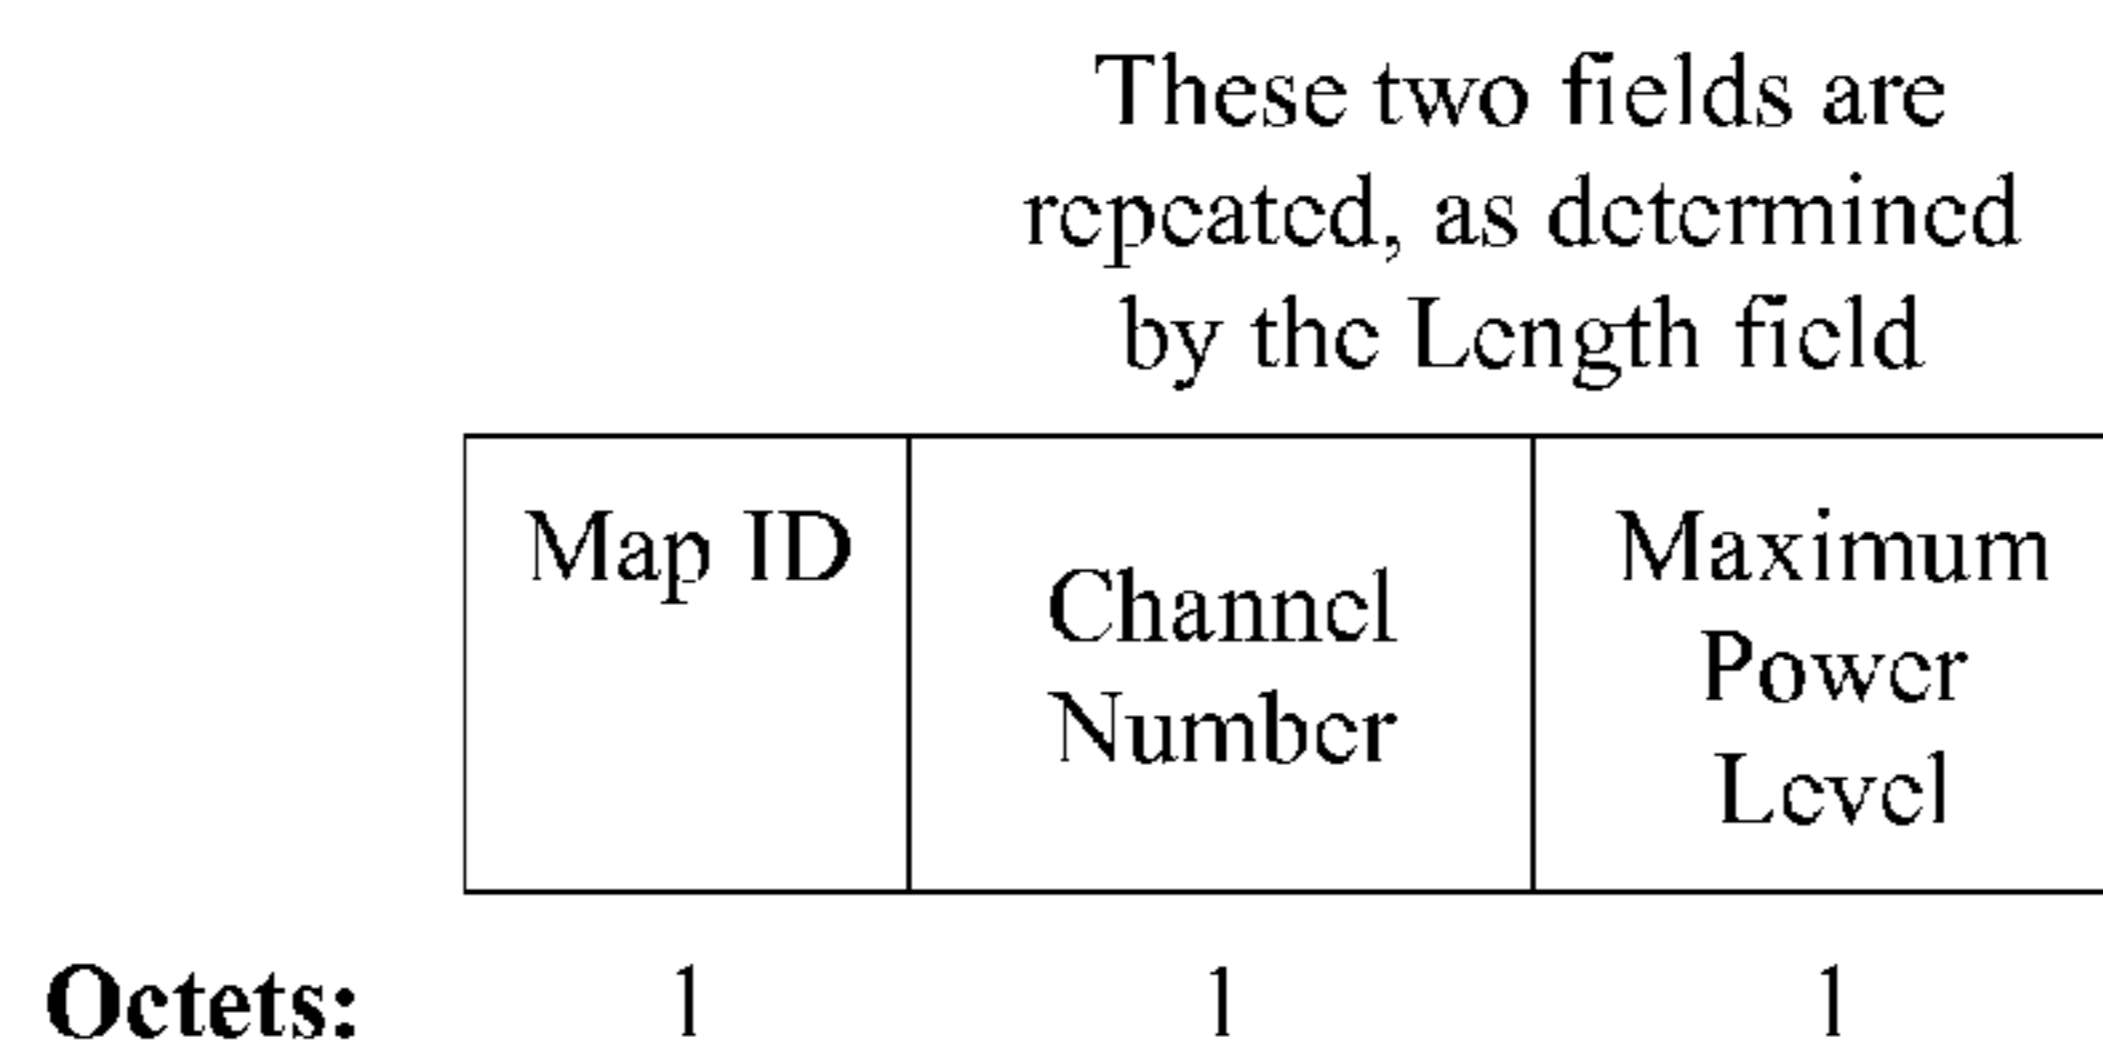 These two fields are
repeated, as determined
by the Length field
Map ID
Channel
Number
Maximum
Power
Level
Octets: 1 1 1